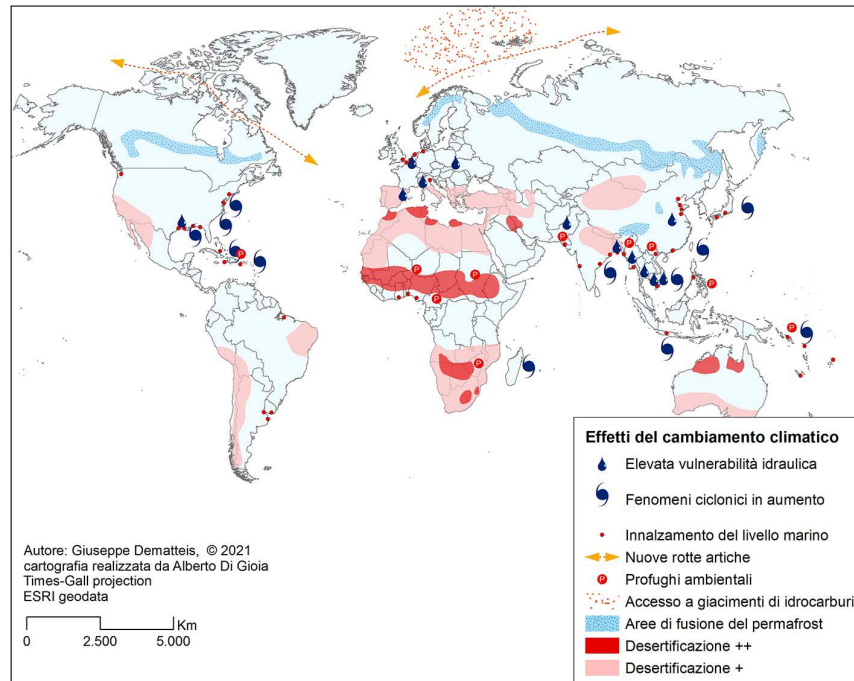 Effetti del cambiamento climatico
Elevata vulnerabilità idraulica
Fenomeni ciclonici in aumento
Innalzamento del livello marino
Nuove rotte artiche
P
Profughi ambientali
Accesso a giacimenti di idrocarburi
Aree di fusione del permafrost
Desertificazione ++
Desertificazione +
Autore: Giuseppe Dematteis, © 2021
cartografia realizzata da Alberto Di Gioia
Times-Gall projection
ESRI geodata
Km
0 2.500 5.000
P
P
P
P
P
P
P
P
P
P